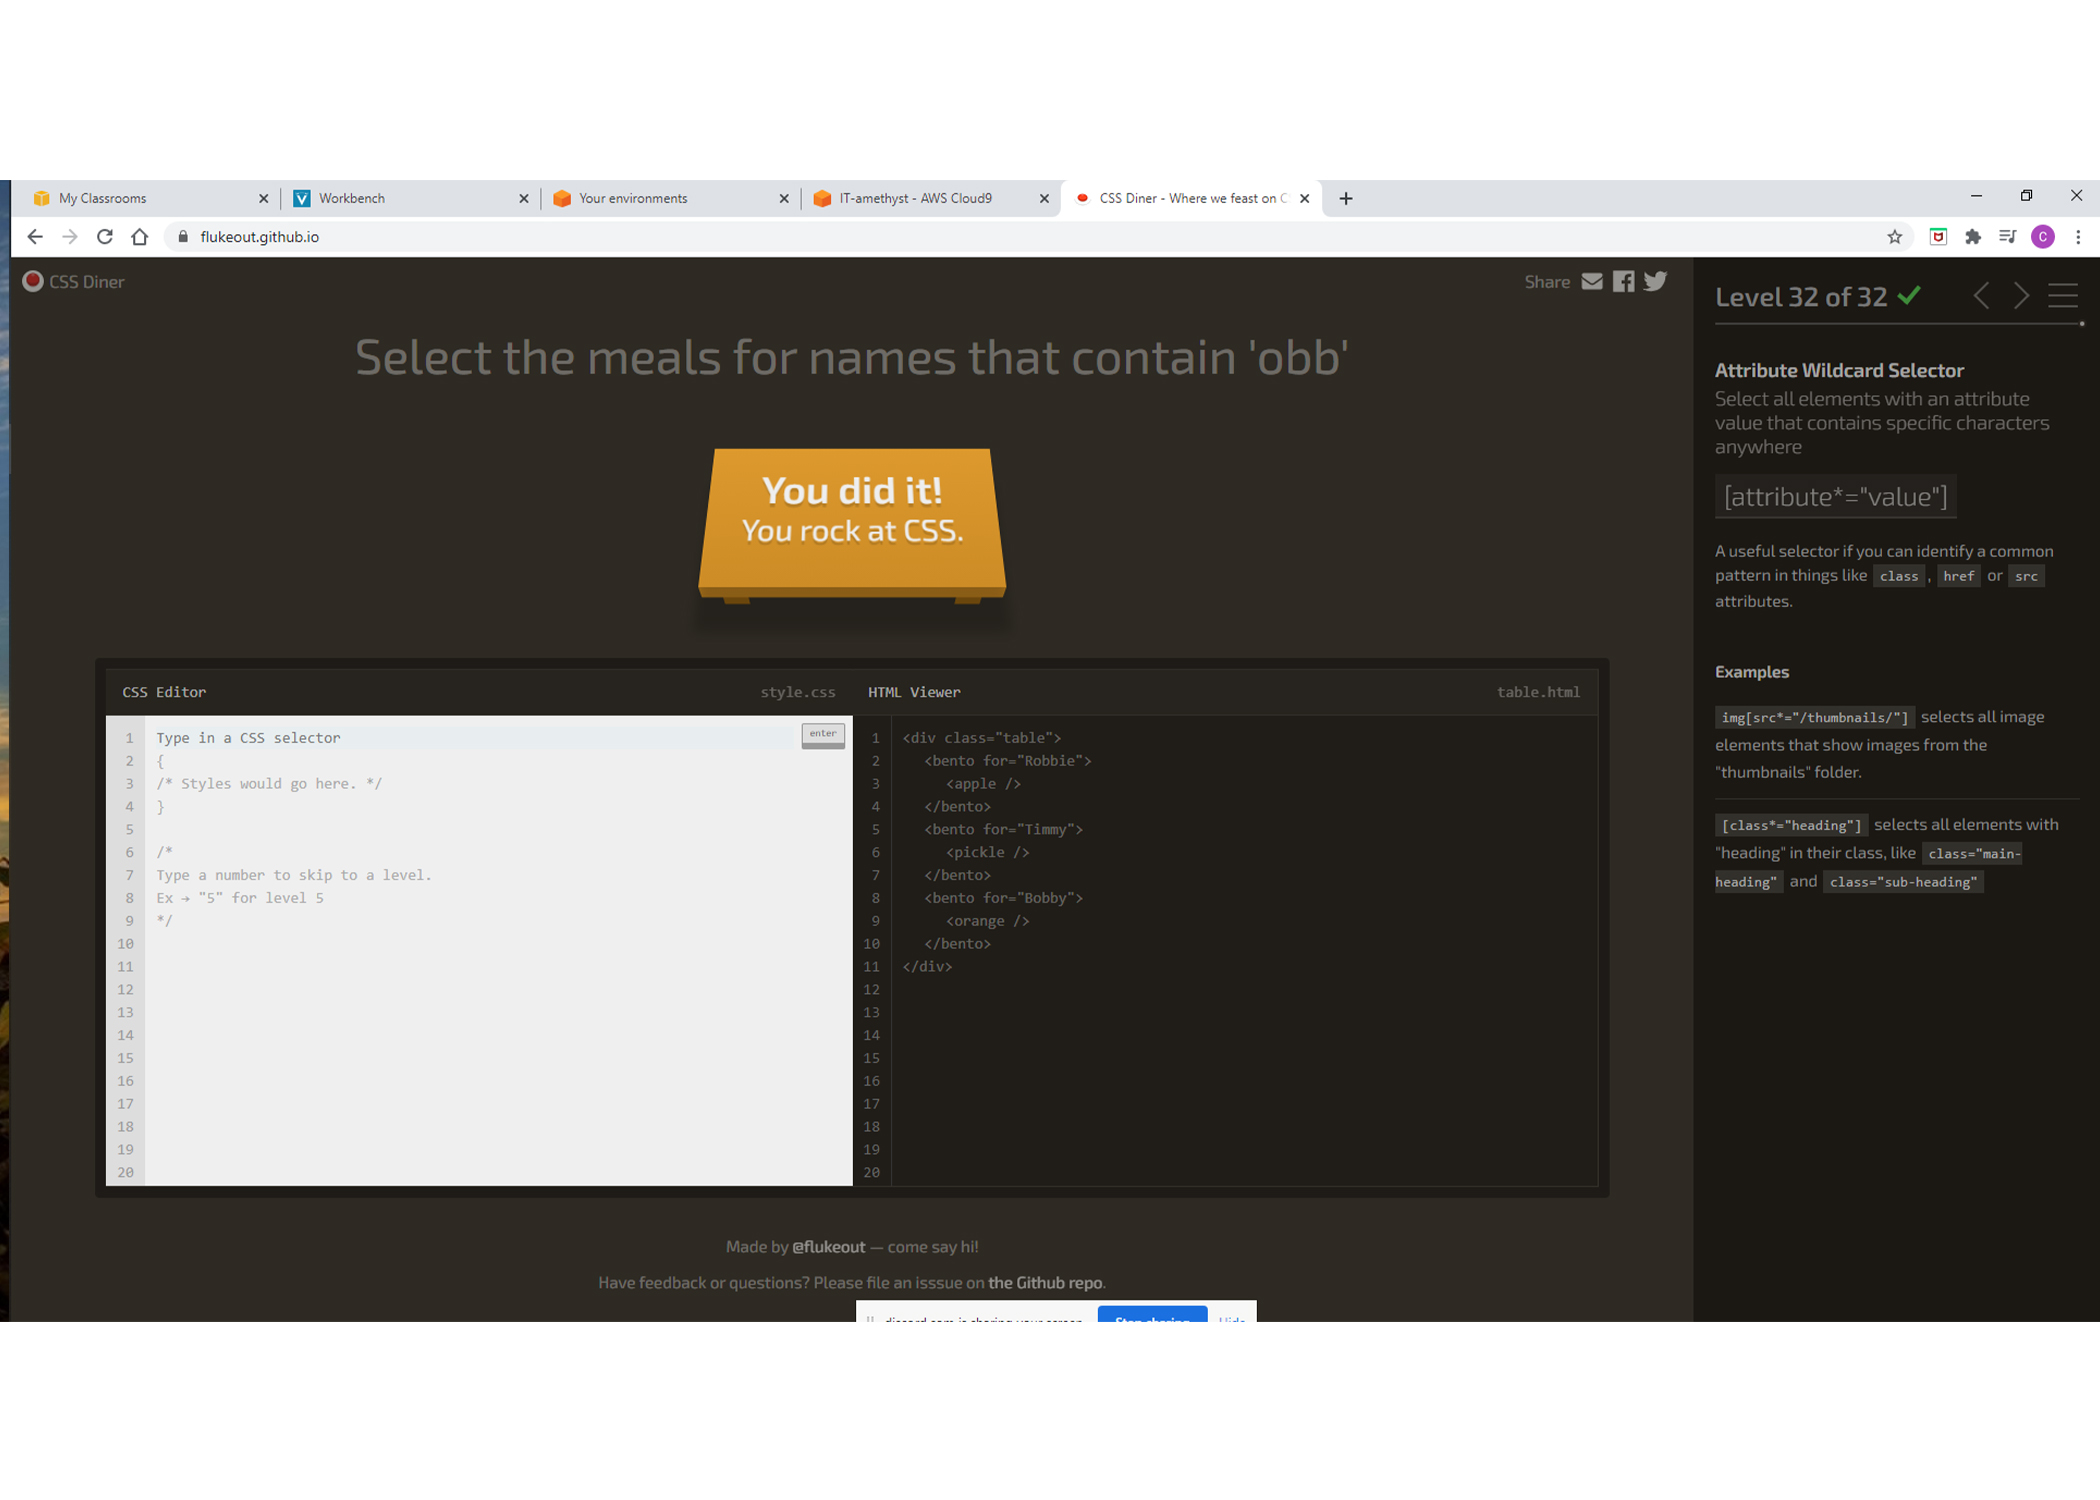 My Classrooms
Workbench
Your environments
IT-amethyst - AWS Cloud9
CSS Diner - Where we feast on C
flukeout.github.io
C
CSS Diner
Share
Select the meals for names that contain 'obb'
You did it!
You rock at CSS.
CSS Editor
style.css
HTML Viewer
table.html
1 Type in a CSS selector
enter
2 {
3 /* Styles would go here. */
4 }
5
6 /*
7 Type a number to skip to a level.
8 Ex → "5" for level 5
9 */
10
11
12
13
14
15
16
17
18
19
20
1 <div class="table">
2 <bento for="Robbie">
3 <apple />
4 </bento>
5 <bento for="Timmy">
6 <pickle />
7 </bento>
8 <bento for="Bobby">
9 <orange />
10 </bento>
11 </div>
12
13
14
15
16
17
18
19
20
Made by @flukeout — come say hi!
Have feedback or questions? Please file an isssue on the Github repo.
discord.com is sharing your screen.
Stop sharing
Hide
Level 32 of 32
Attribute Wildcard Selector
Select all elements with an attribute
value that contains specific characters
anywhere
[attribute*="value"]
A useful selector if you can identify a common
pattern in things like class , href or src
attributes.
Examples
img[src*="/thumbnails/"] selects all image
elements that show images from the
"thumbnails" folder.
[class*="heading"] selects all elements with
"heading" in their class, like class="main-
heading" and class="sub-heading"